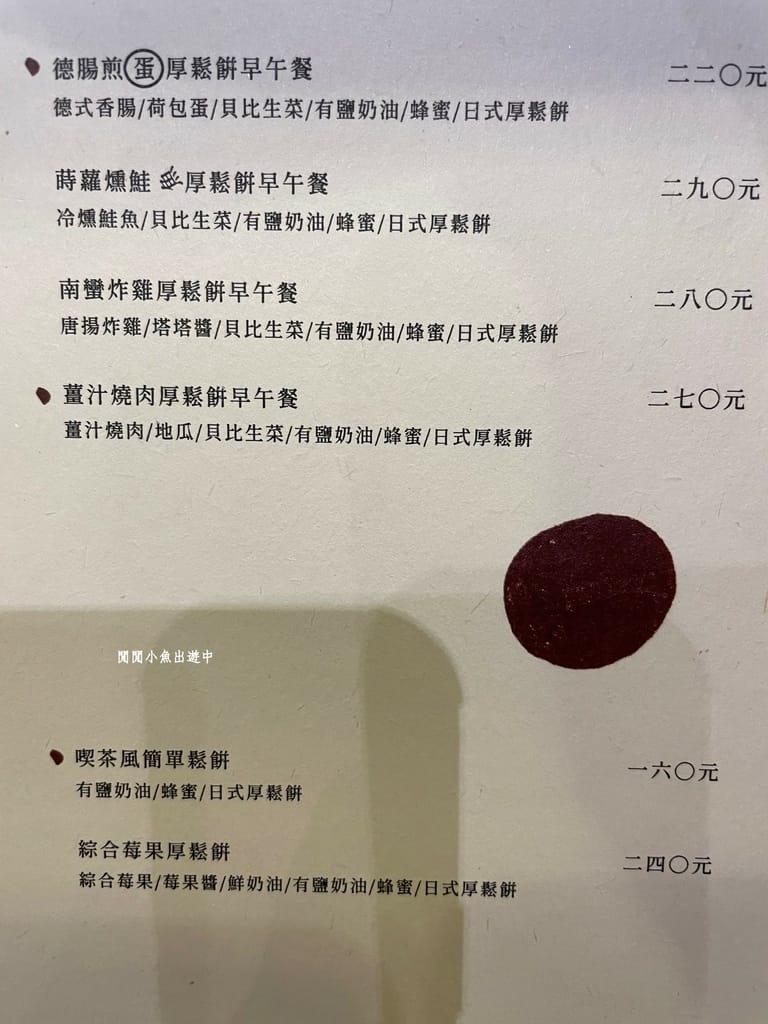 德腸煎蛋厚鬆餅早午餐 二二〇元
德式香腸/荷包蛋/貝比生菜/有鹽奶油/蜂蜜/日式厚鬆餅
蒔蘿燻鮭厚鬆餅早午餐 二九〇元
冷燻鮭魚/貝比生菜/有鹽奶油/蜂蜜/日式厚鬆餅
南蠻炸雞厚鬆餅早午餐 二八〇元
唐揚炸雞/塔塔醬/貝比生菜/有鹽奶油/蜂蜜/日式厚鬆餅
薑汁燒肉厚鬆餅早午餐 二七〇元
薑汁燒肉/地瓜/貝比生菜/有鹽奶油/蜂蜜/日式厚鬆餅
閒閒小魚出遊中
喫茶風簡單鬆餅 一六〇元
有鹽奶油/蜂蜜/日式厚鬆餅
綜合莓果厚鬆餅 二四〇元
綜合莓果/莓果醬/鮮奶油/有鹽奶油/蜂蜜/日式厚鬆餅